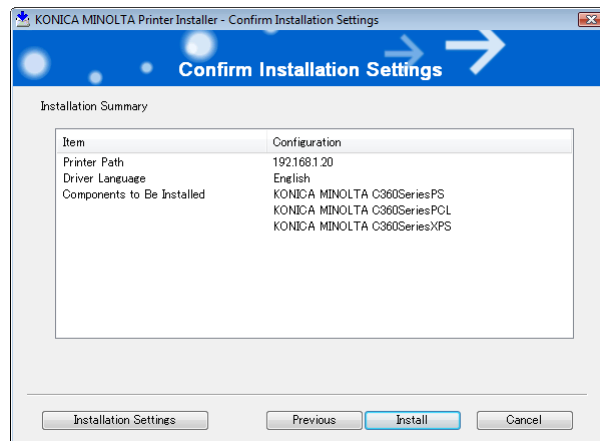 KONICA MINOLTA Printer Installer - Confirm Installation Settings
Confirm Installation Settings
Installation Summary
Item Configuration
Printer Path 192.168.1.20
Driver Language English
Components to Be Installed KONICA MINOLTA C360SeriesPS
KONICA MINOLTA C360SeriesPCL
KONICA MINOLTA C360SeriesXPS
Installation Settings Previous Install Cancel